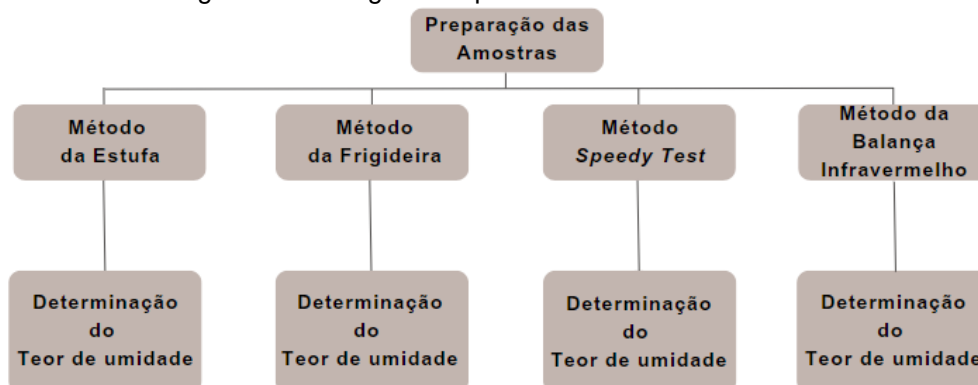 Preparação das
Amostras
Método
da Estufa
Método
da Frigideira
Método
Speedy Test
Método da
Balança
Infravermelho
Determinação
do
Teor de umidade
Determinação
do
Teor de umidade
Determinação
do
Teor de umidade
Determinação
do
Teor de umidade